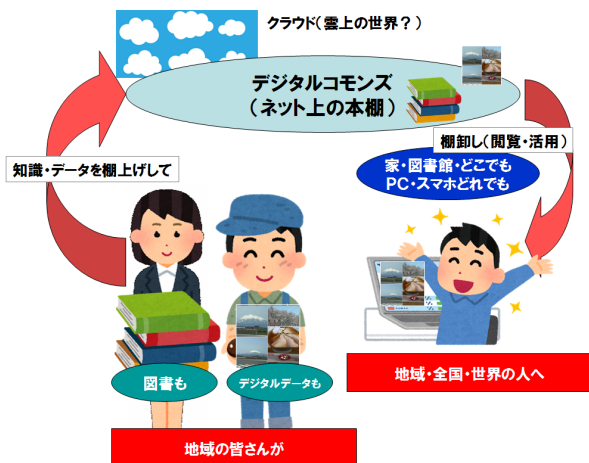 クラウド（雲上の世界？）
デジタルコモンズ
（ネット上の本棚）
棚卸し（閲覧・活用）
家・図書館・どこでも
PC・スマホどれでも
知識・データを棚上げして
図書も
デジタルデータも
地域・全国・世界の人へ
地域の皆さんが